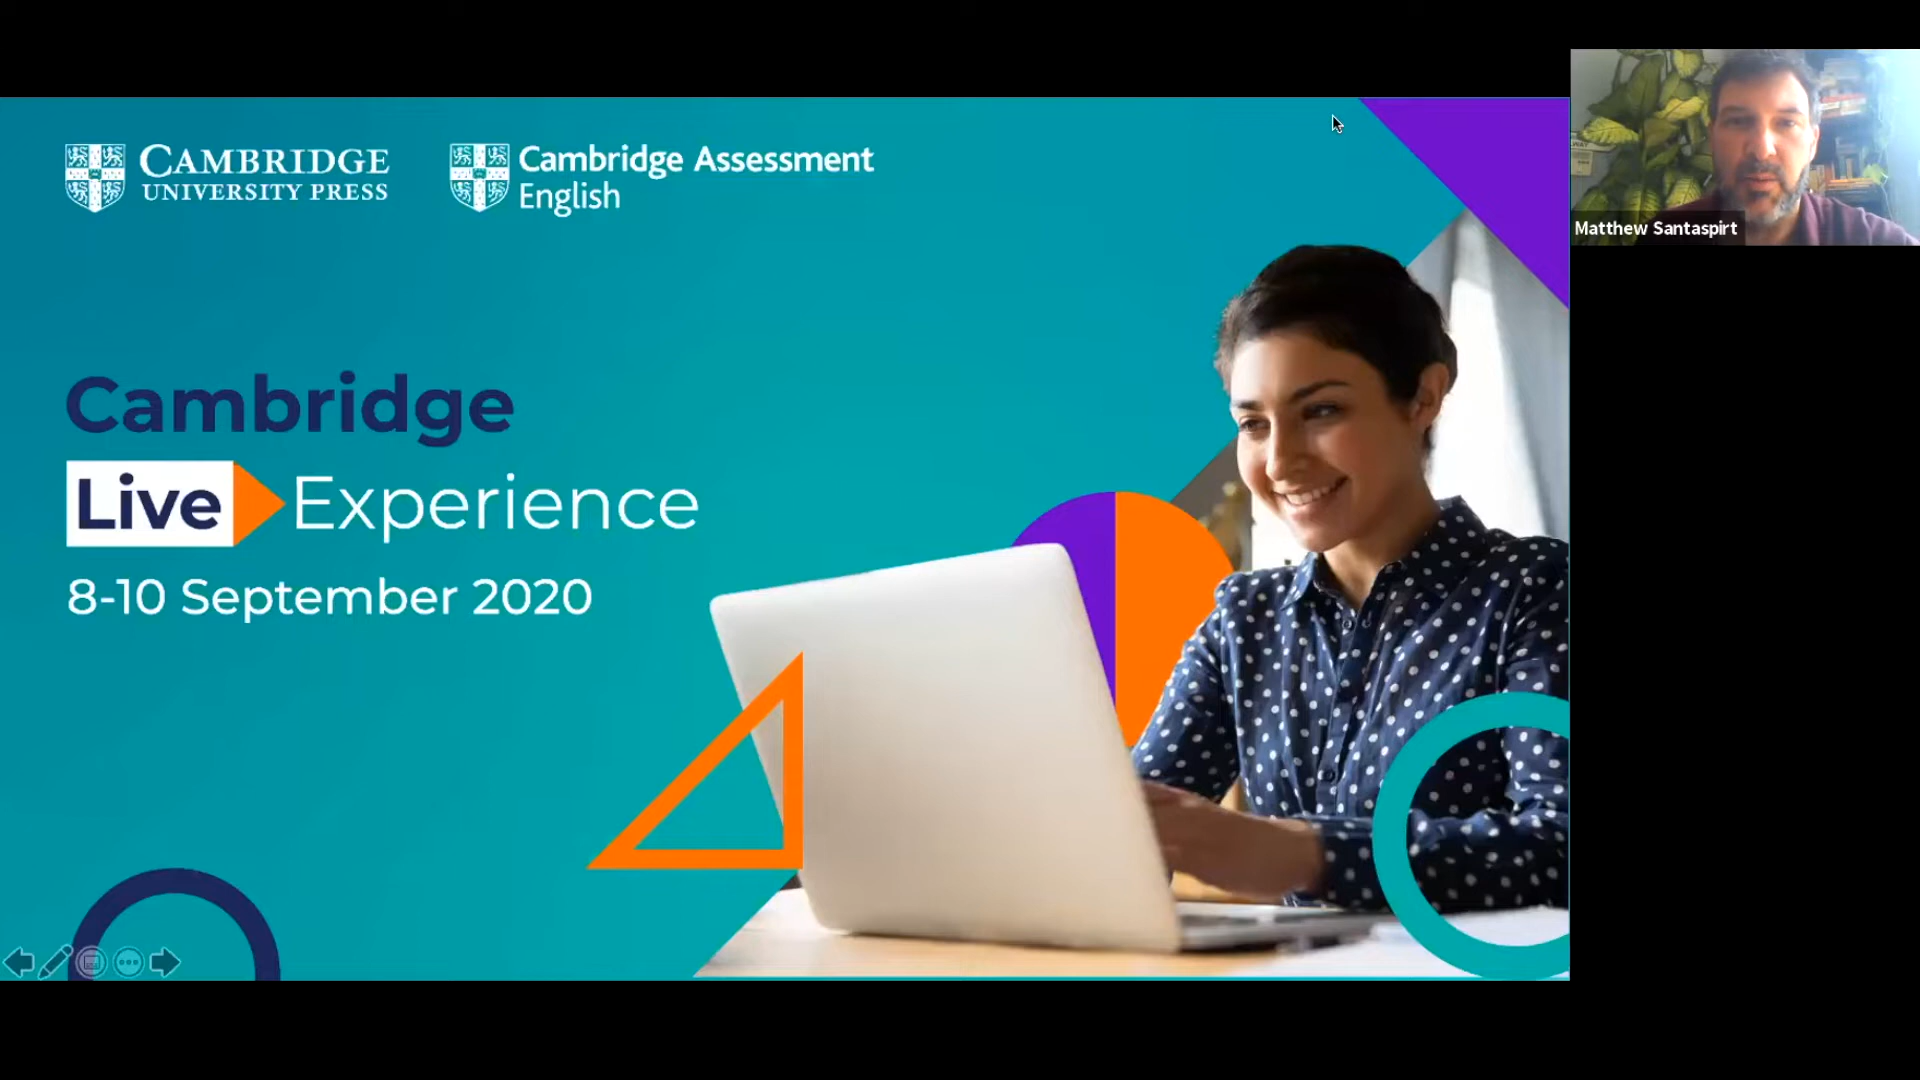 CAMBRIDGE
UNIVERSITY PRESS
Cambridge Assessment
English
Cambridge
Live Experience
8-10 September 2020
Matthew Santaspirt